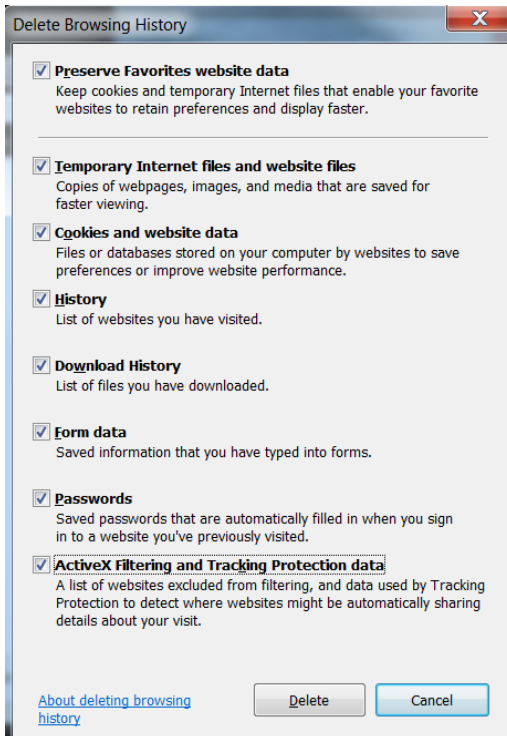 Delete Browsing History
X
Preserve Favorites website data
Keep cookies and temporary Internet files that enable your favorite
websites to retain preferences and display faster.
Temporary Internet files and website files
Copies of webpages, images, and media that are saved for
faster viewing.
Cookies and website data
Files or databases stored on your computer by websites to save
preferences or improve website performance.
History
List of websites you have visited.
Download History
List of files you have downloaded.
Form data
Saved information that you have typed into forms.
Passwords
Saved passwords that are automatically filled in when you sign
in to a website you've previously visited.
ActiveX Filtering and Tracking Protection data
A list of websites excluded from filtering, and data used by Tracking
Protection to detect where websites might be automatically sharing
details about your visit.
About deleting browsing
history
Delete
Cancel